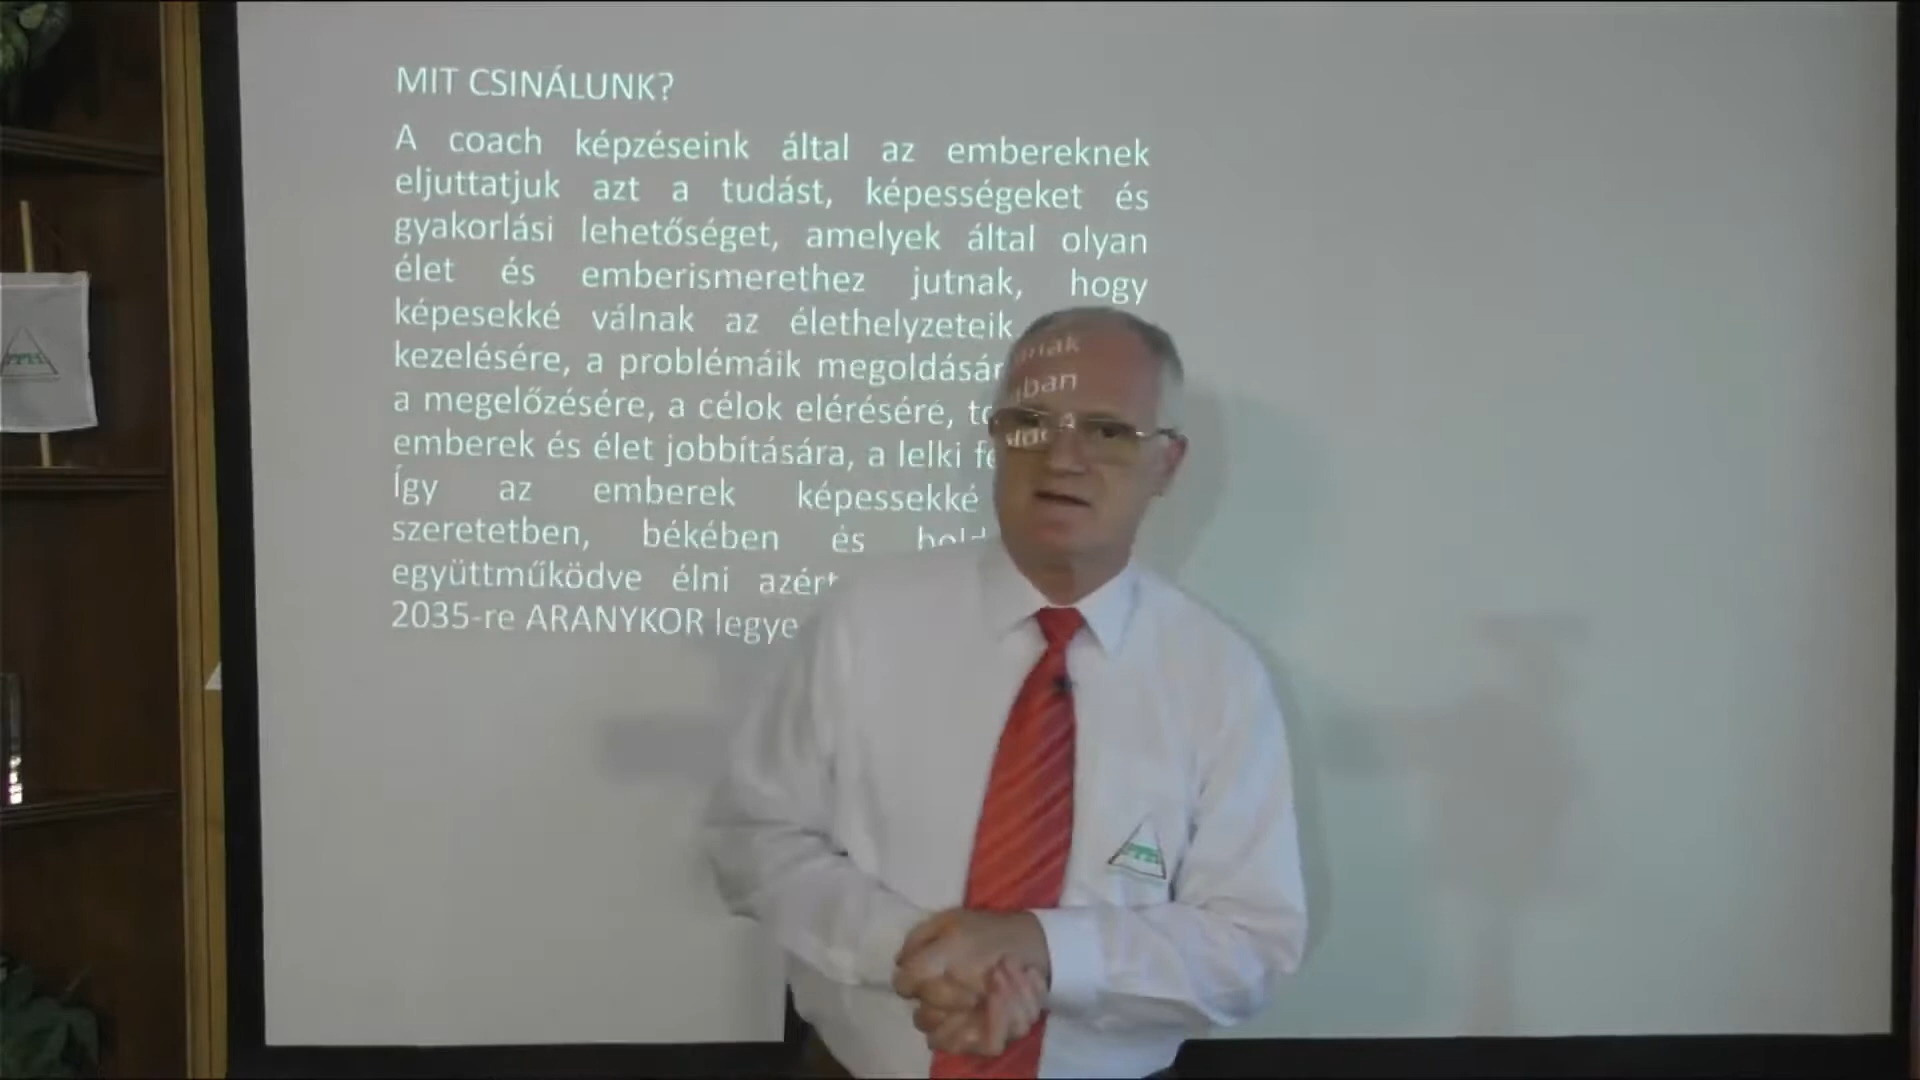 MIT CSINÁLUNK?
A coach képzéseink által az embereknek
eljuttatjuk azt a tudást, képességeket és
gyakorlási lehetőséget, amelyek által olyan
élet és emberismerethez jutnak, hogy
képesekké válnak az élethelyzeteik
kezelésére, a problémáik megoldásár
a megelőzésére, a célok elérésére,
emberek és élet jobbítására, a lelki
Így az emberek képessekké
szeretetben, békében és
együttműködve élni azért
2035-re ARANYKOR legye